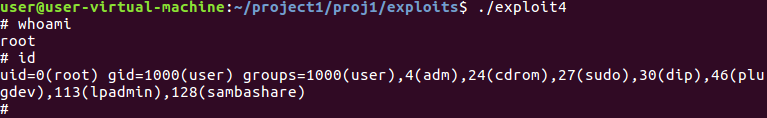 user@user-virtual-machine:~/project1/proj1/exploits$ ./exploit4
# whoami
root
# id
uid=0(root) gid=1000(user) groups=1000(user),4(adm),24(cdrom),27(sudo),30(dip),46(plu
gdev),113(lpadmin),128(sambashare)
#